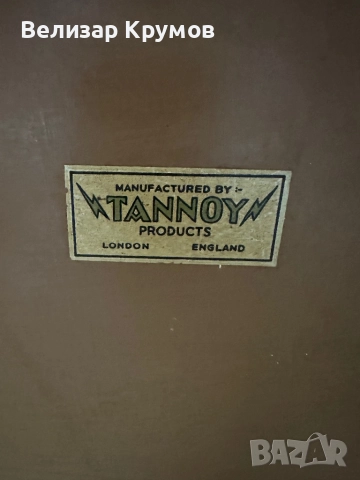 Велизар Крумов
MANUFACTURED BY :-
TANNOY
PRODUCTS
LONDON ENGLAND
BAZAR